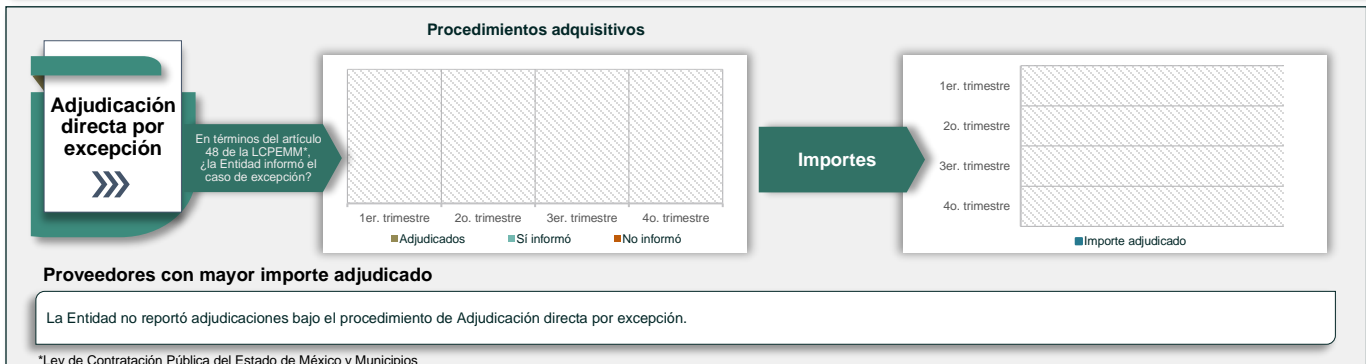 Procedimientos adquisitivos
Adjudicación
directa por
excepción
En términos del artículo
48 de la LCPEMM*,
¿la Entidad informó el
caso de excepción?
1er. trimestre
2o. trimestre
3er. trimestre
4o. trimestre
Adjudicados
Sí informó
No informó
Importes
1er. trimestre
2o. trimestre
3er. trimestre
4o. trimestre
Importe adjudicado
Proveedores con mayor importe adjudicado
La Entidad no reportó adjudicaciones bajo el procedimiento de Adjudicación directa por excepción.
*Ley de Contratación Pública del Estado de México y Municipios